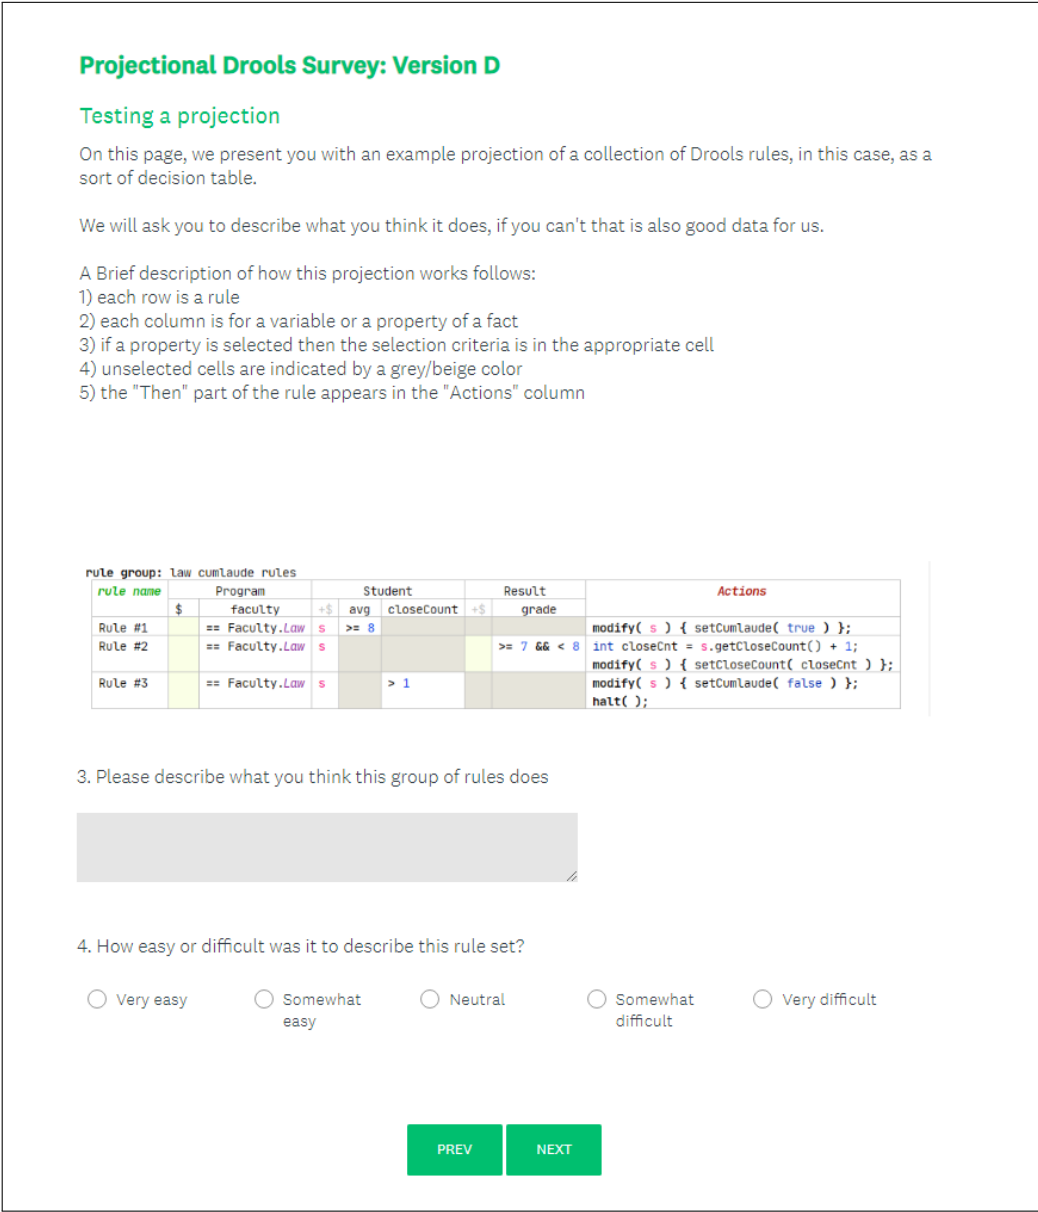 Projectional Drools Survey: Version D
Testing a projection
On this page, we present you with an example projection of a collection of Drools rules, in this case, as a
sort of decision table.
We will ask you to describe what you think it does, if you can't that is also good data for us.
A Brief description of how this projection works follows:
1) each row is a rule
2) each column is for a variable or a property of a fact
3) if a property is selected then the selection criteria is in the appropriate cell
4) unselected cells are indicated by a grey/beige color
5) the "Then" part of the rule appears in the "Actions" column
rule group: law cumlaude rules
rule name Program Student Result Actions
$ faculty +$ avg closeCount +$ grade
Rule #1 == Faculty.Law s >= 8 modify( s ) { setCumlaude( true ) };
Rule #2 == Faculty.Law s >= 7 && < 8 int closeCnt = s.getCloseCount() + 1;
modify( s ) { setCloseCount( closeCnt ) };
Rule #3 == Faculty.Law s > 1 modify( s ) { setCumlaude( false ) };
halt( );
3. Please describe what you think this group of rules does
4. How easy or difficult was it to describe this rule set?
Very easy Somewhat Neutral Somewhat Very difficult
easy difficult
PREV NEXT